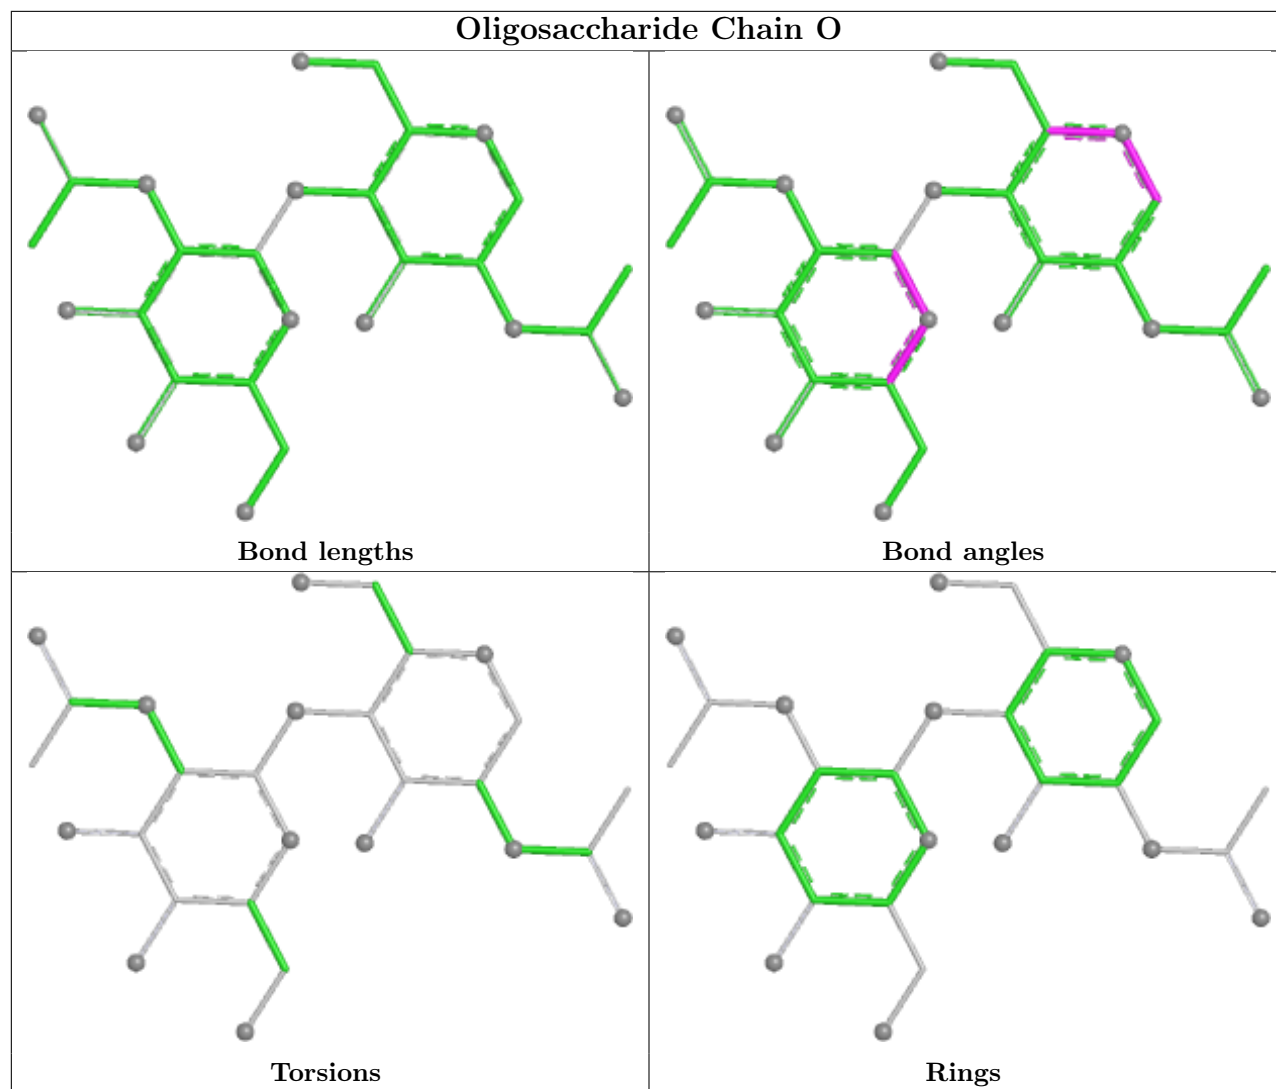 Oligosaccharide Chain O
Bond lengths
Bond angles
Torsions
Rings